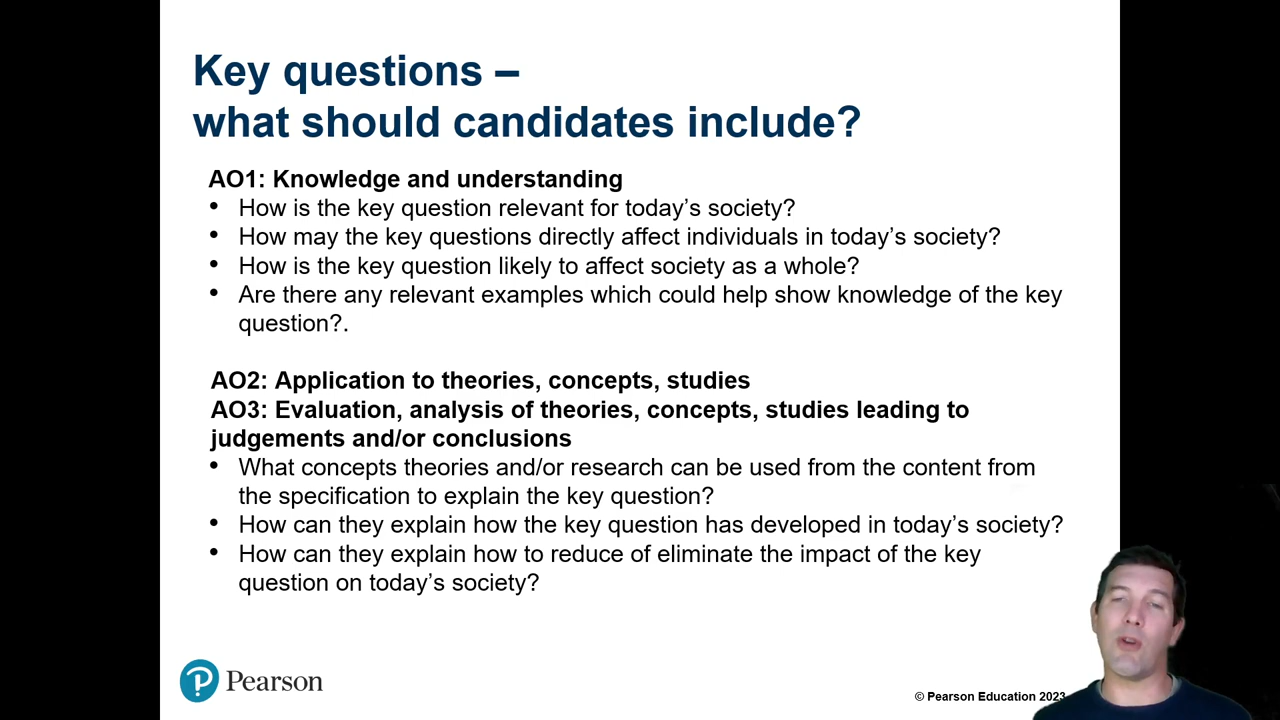 Key questions –
what should candidates include?
AO1: Knowledge and understanding
• How is the key question relevant for today’s society?
• How may the key questions directly affect individuals in today’s society?
• How is the key question likely to affect society as a whole?
• Are there any relevant examples which could help show knowledge of the key
question?.
AO2: Application to theories, concepts, studies
AO3: Evaluation, analysis of theories, concepts, studies leading to
judgements and/or conclusions
• What concepts theories and/or research can be used from the content from
the specification to explain the key question?
• How can they explain how the key question has developed in today’s society?
• How can they explain how to reduce of eliminate the impact of the key
question on today’s society?
Pearson
© Pearson Education 2023